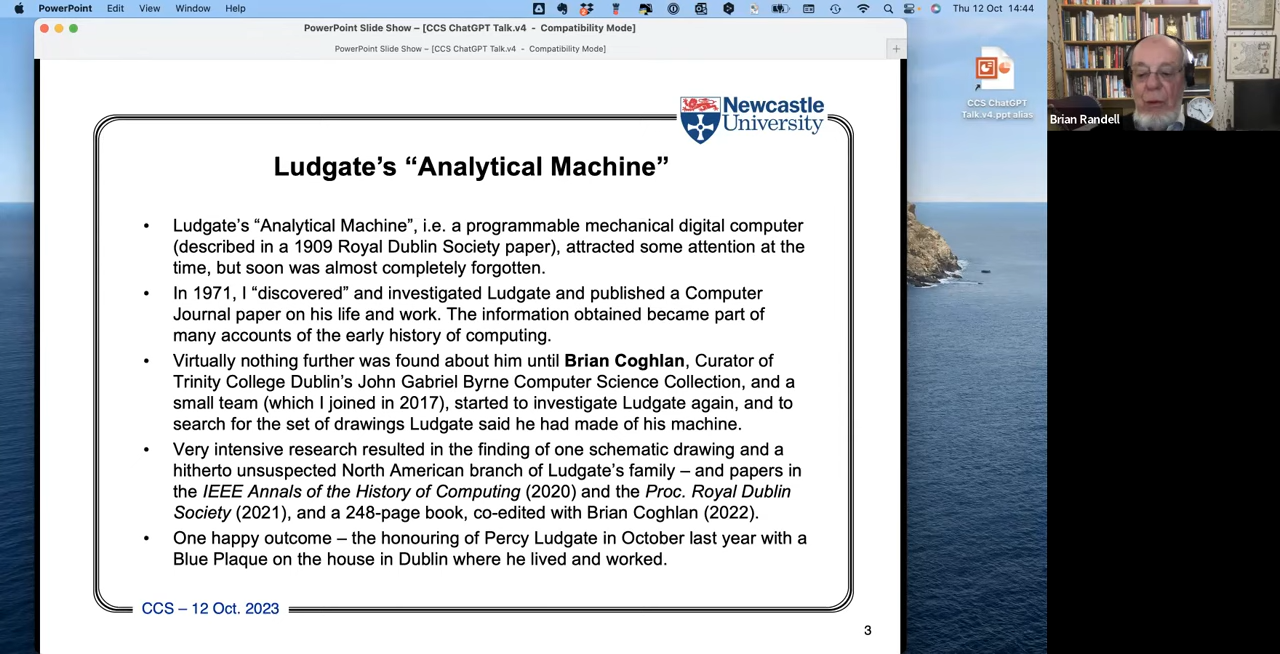 PowerPoint Edit View Window Help
Thu 12 Oct 14:44
PowerPoint Slide Show – [CCS ChatGPT Talk.v4 - Compatibility Mode]
PowerPoint Slide Show – [CCS ChatGPT Talk.v4 - Compatibility Mode]
Newcastle
University
Ludgate’s “Analytical Machine”
• Ludgate’s “Analytical Machine”, i.e. a programmable mechanical digital computer
(described in a 1909 Royal Dublin Society paper), attracted some attention at the
time, but soon was almost completely forgotten.
• In 1971, I “discovered” and investigated Ludgate and published a Computer
Journal paper on his life and work. The information obtained became part of
many accounts of the early history of computing.
• Virtually nothing further was found about him until Brian Coghlan, Curator of
Trinity College Dublin’s John Gabriel Byrne Computer Science Collection, and a
small team (which I joined in 2017), started to investigate Ludgate again, and to
search for the set of drawings Ludgate said he had made of his machine.
• Very intensive research resulted in the finding of one schematic drawing and a
hitherto unsuspected North American branch of Ludgate’s family – and papers in
the IEEE Annals of the History of Computing (2020) and the Proc. Royal Dublin
Society (2021), and a 248-page book, co-edited with Brian Coghlan (2022).
• One happy outcome – the honouring of Percy Ludgate in October last year with a
Blue Plaque on the house in Dublin where he lived and worked.
CCS – 12 Oct. 2023
3
CCS ChatGPT
Talk.v4.ppt alias
Brian Randell